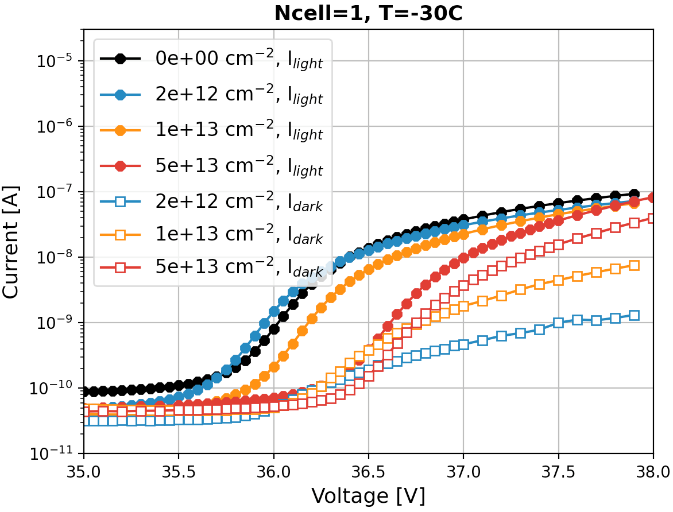 Ncell=1, T=-30C
0e+00 cm⁻², I_light
2e+12 cm⁻², I_light
1e+13 cm⁻², I_light
5e+13 cm⁻², I_light
2e+12 cm⁻², I_dark
1e+13 cm⁻², I_dark
5e+13 cm⁻², I_dark
Current [A]
10⁻⁵
10⁻⁶
10⁻⁷
10⁻⁸
10⁻⁹
10⁻¹⁰
10⁻¹¹
35.0 35.5 36.0 36.5 37.0 37.5 38.0
Voltage [V]